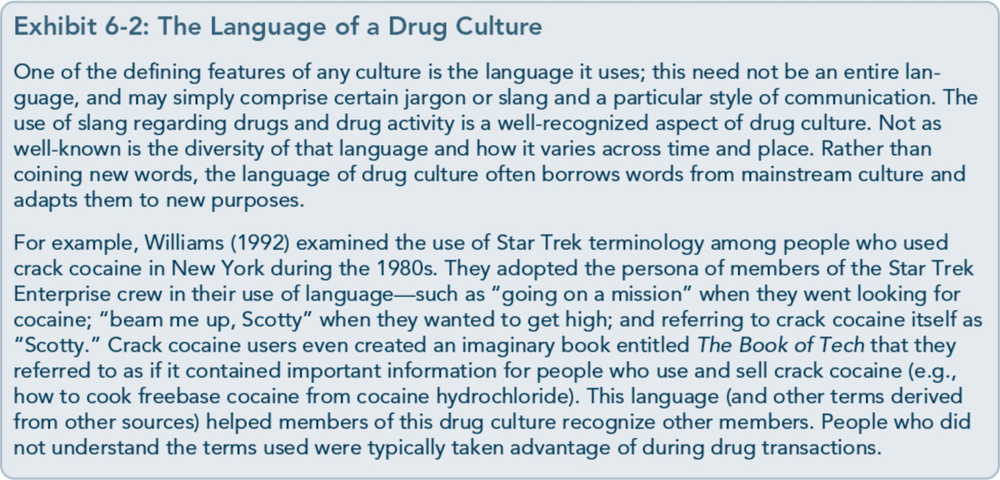 Exhibit 6-2: The Language of a Drug Culture
One of the defining features of any culture is the language it uses; this need not be an entire lan-
guage, and may simply comprise certain jargon or slang and a particular style of communication. The
use of slang regarding drugs and drug activity is a well-recognized aspect of drug culture. Not as
well-known is the diversity of that language and how it varies across time and place. Rather than
coining new words, the language of drug culture often borrows words from mainstream culture and
adapts them to new purposes.
For example, Williams (1992) examined the use of Star Trek terminology among people who used
crack cocaine in New York during the 1980s. They adopted the persona of members of the Star Trek
Enterprise crew in their use of language—such as “going on a mission” when they went looking for
cocaine; “beam me up, Scotty” when they wanted to get high; and referring to crack cocaine itself as
“Scotty.” Crack cocaine users even created an imaginary book entitled The Book of Tech that they
referred to as if it contained important information for people who use and sell crack cocaine (e.g.,
how to cook freebase cocaine from cocaine hydrochloride). This language (and other terms derived
from other sources) helped members of this drug culture recognize other members. People who did
not understand the terms used were typically taken advantage of during drug transactions.